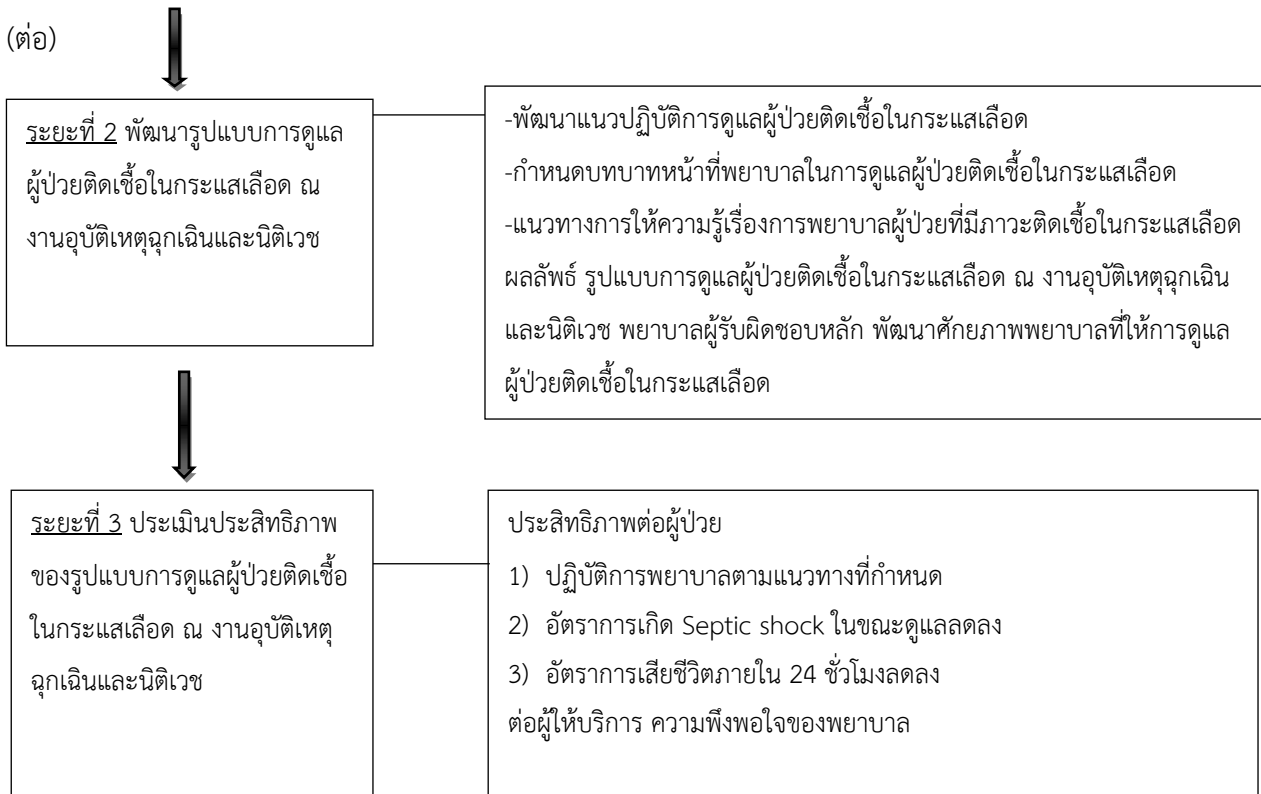 (ต่อ)
ระยะที่ 2 พัฒนารูปแบบการดูแล
ผู้ป่วยติดเชื้อในกระแสเลือด ณ
งานอุบัติเหตุฉุกเฉินและนิติเวช
-พัฒนาแนวปฏิบัติการดูแลผู้ป่วยติดเชื้อในกระแสเลือด
-กำหนดบทบาทหน้าที่พยาบาลในการดูแลผู้ป่วยติดเชื้อในกระแสเลือด
-แนวทางการให้ความรู้เรื่องการพยาบาลผู้ป่วยที่มีภาวะติดเชื้อในกระแสเลือด
ผลลัพธ์ รูปแบบการดูแลผู้ป่วยติดเชื้อในกระแสเลือด ณ งานอุบัติเหตุฉุกเฉิน
และนิติเวช พยาบาลผู้รับผิดชอบหลัก พัฒนาศักยภาพพยาบาลที่ให้การดูแล
ผู้ป่วยติดเชื้อในกระแสเลือด
ระยะที่ 3 ประเมินประสิทธิภาพ
ของรูปแบบการดูแลผู้ป่วยติดเชื้อ
ในกระแสเลือด ณ งานอุบัติเหตุ
ฉุกเฉินและนิติเวช
ประสิทธิภาพต่อผู้ป่วย
1) ปฏิบัติการพยาบาลตามแนวทางที่กำหนด
2) อัตราการเกิด Septic shock ในขณะดูแลลดลง
3) อัตราการเสียชีวิตภายใน 24 ชั่วโมงลดลง
ต่อผู้ให้บริการ ความพึงพอใจของพยาบาล